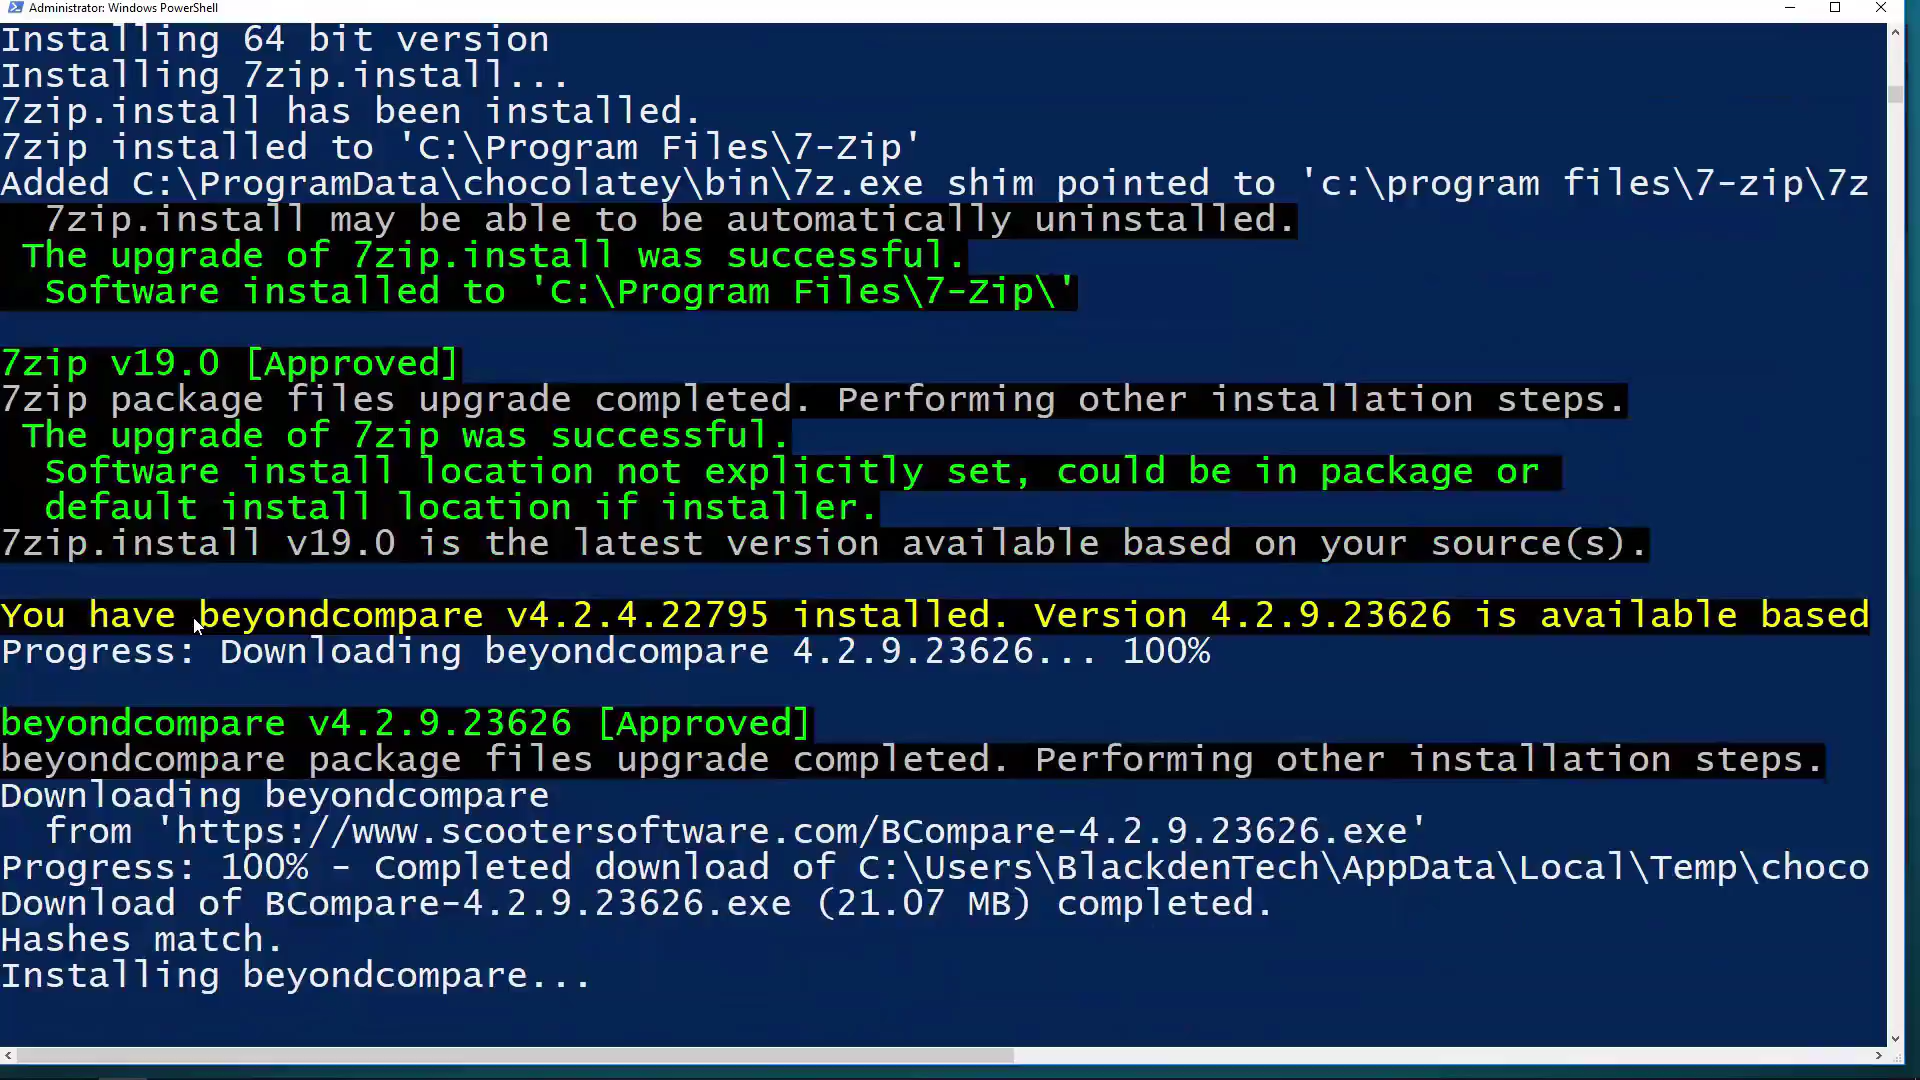 Administrator: Windows PowerShell
Installing 64 bit version
Installing 7zip.install...
7zip.install has been installed.
7zip installed to 'C:\Program Files\7-Zip'
Added C:\ProgramData\chocolatey\bin\7z.exe shim pointed to 'c:\program files\7-zip\7z
  7zip.install may be able to be automatically uninstalled.
 The upgrade of 7zip.install was successful.
  Software installed to 'C:\Program Files\7-Zip\'
7zip v19.0 [Approved]
7zip package files upgrade completed. Performing other installation steps.
 The upgrade of 7zip was successful.
  Software install location not explicitly set, could be in package or
  default install location if installer.
7zip.install v19.0 is the latest version available based on your source(s).
You have beyondcompare v4.2.4.22795 installed. Version 4.2.9.23626 is available based
Progress: Downloading beyondcompare 4.2.9.23626... 100%
beyondcompare v4.2.9.23626 [Approved]
beyondcompare package files upgrade completed. Performing other installation steps.
Downloading beyondcompare
  from 'https://www.scootersoftware.com/BCompare-4.2.9.23626.exe'
Progress: 100% - Completed download of C:\Users\BlackdenTech\AppData\Local\Temp\choco
Download of BCompare-4.2.9.23626.exe (21.07 MB) completed.
Hashes match.
Installing beyondcompare...